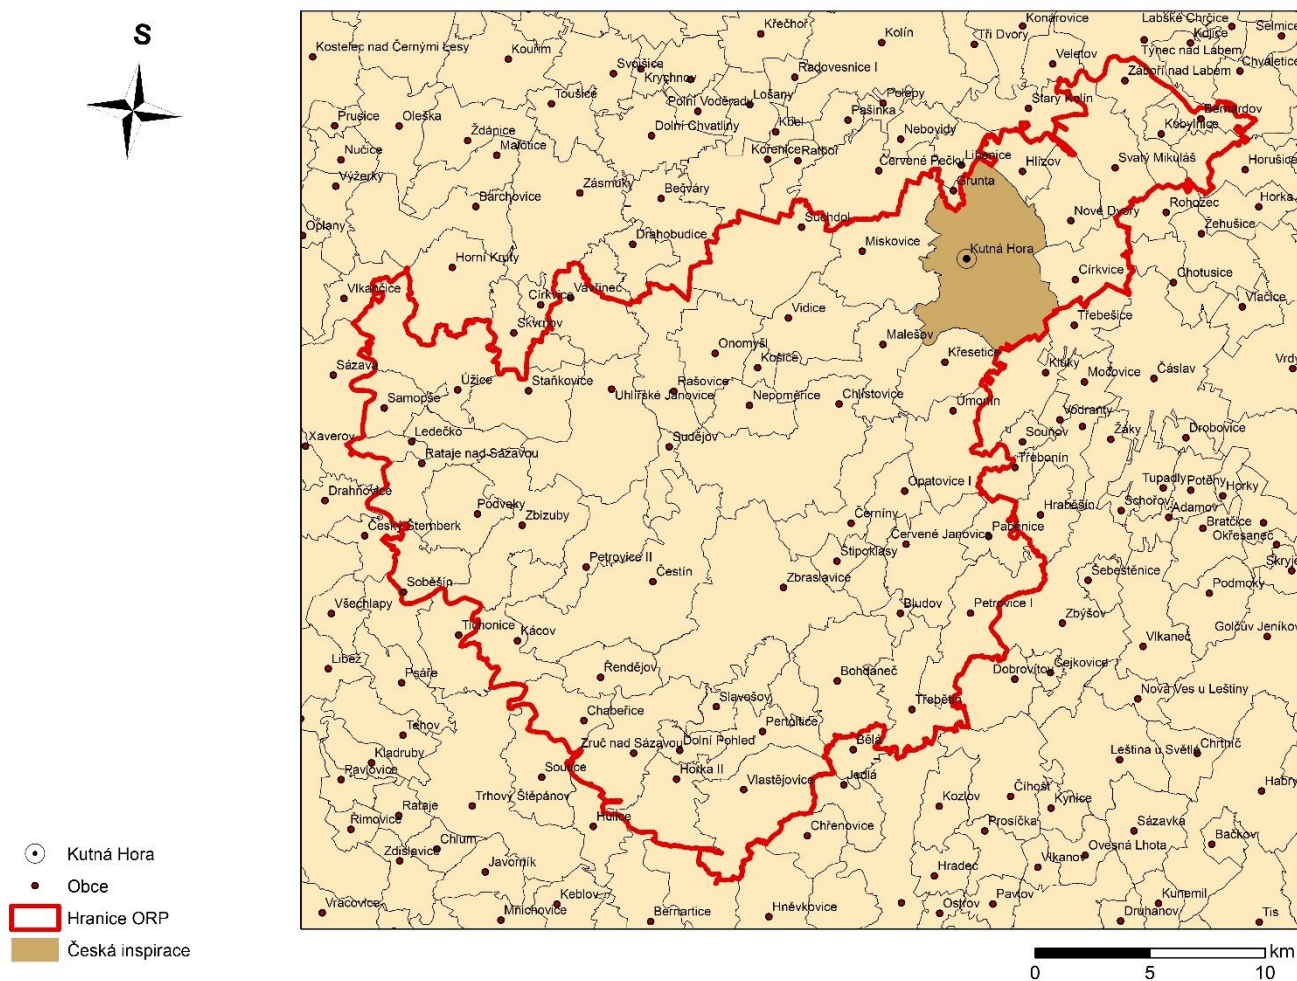 S
Křečhoř
Konárovice
Labské Chrčice
Selmice
Kostelec nad Černými Lesy
Kouřim
Kolín
Tři Dvory
Kojice
Týnec nad Labem
Svojšice
Krychnov
Radovesnice I
Veletov
Záboří nad Labem
Chvaletice
Toušice
Polní Voděrady
Lošany
Polepy
Starý Kolín
Bernardov
Prusice
Oleška
Ždánice
Dolní Chvatliny
Kbel
Pašinka
Nebovidy
Kobylnice
Nučice
Malotice
Kořenice
Ratboř
Červené Pečky
Libenice
Hlízov
Svatý Mikuláš
Horušice
Výžerky
Barchovice
Zásmuky
Bečváry
Grunta
Oplany
Drahobudice
Suchdol
Miskovice
Nové Dvory
Rohozec
Žehušice
Horka I
Kutná Hora
Horní Kruty
Církvice
Chotusice
Vlkančice
Církvice
Vavřinec
Vlačice
Skvrňov
Vidice
Třebešice
Onomyšl
Malešov
Sázava
Úžice
Košice
Křesetice
Kluky
Močovice
Čáslav
Vrdy
Samopše
Staňkovice
Uhlířské Janovice
Rašovice
Nepoměřice
Chlístovice
Úmonín
Vodranty
Xaverov
Ledečko
Sudějov
Souňov
Žáky
Drobovice
Rataje nad Sázavou
Třebonín
Drahňovice
Podveky
Zbizuby
Opatovice I
Tupadly
Potěhy
Horky
Český Šternberk
Černíny
Hraběšín
Schořov
Adamov
Bratčice
Petrovice II
Štipoklasy
Červené Janovice
Paběnice
Okřesaneč
Soběšín
Čestín
Zbraslavice
Šebestěnice
Skryje
Všechlapy
Bludov
Petrovice I
Zbýšov
Podmoky
Tichonice
Kácov
Vlkaneč
Golčův Jeníkov
Libež
Psáře
Řendějov
Bohdaneč
Dobrovítov
Čejkovice
Slavošov
Třebětín
Nová Ves u Leštiny
Tehov
Chabeřice
Pertoltice
Kladruby
Zruč nad Sázavou
Dolní Pohleď
Bělá
Leština u Světlé
Chrtníč
Pavlovice
Soutice
Horka II
Vlastějovice
Jedlá
Habry
Rataje
Trhový Štěpánov
Kozlov
Číhošť
Kynice
Římovice
Hulice
Chřenovice
Prosíčka
Sázavka
Bačkov
Zdislavice
Chlum
Javorník
Hradec
Vlkanov
Ovesná Lhota
Vracovice
Keblov
Ostrov
Pavlov
Kunemil
Mnichovice
Bernartice
Hněvkovice
Druhanov
Tis
Kutná Hora
Obce
Hranice ORP
Česká inspirace
km
0 5 10